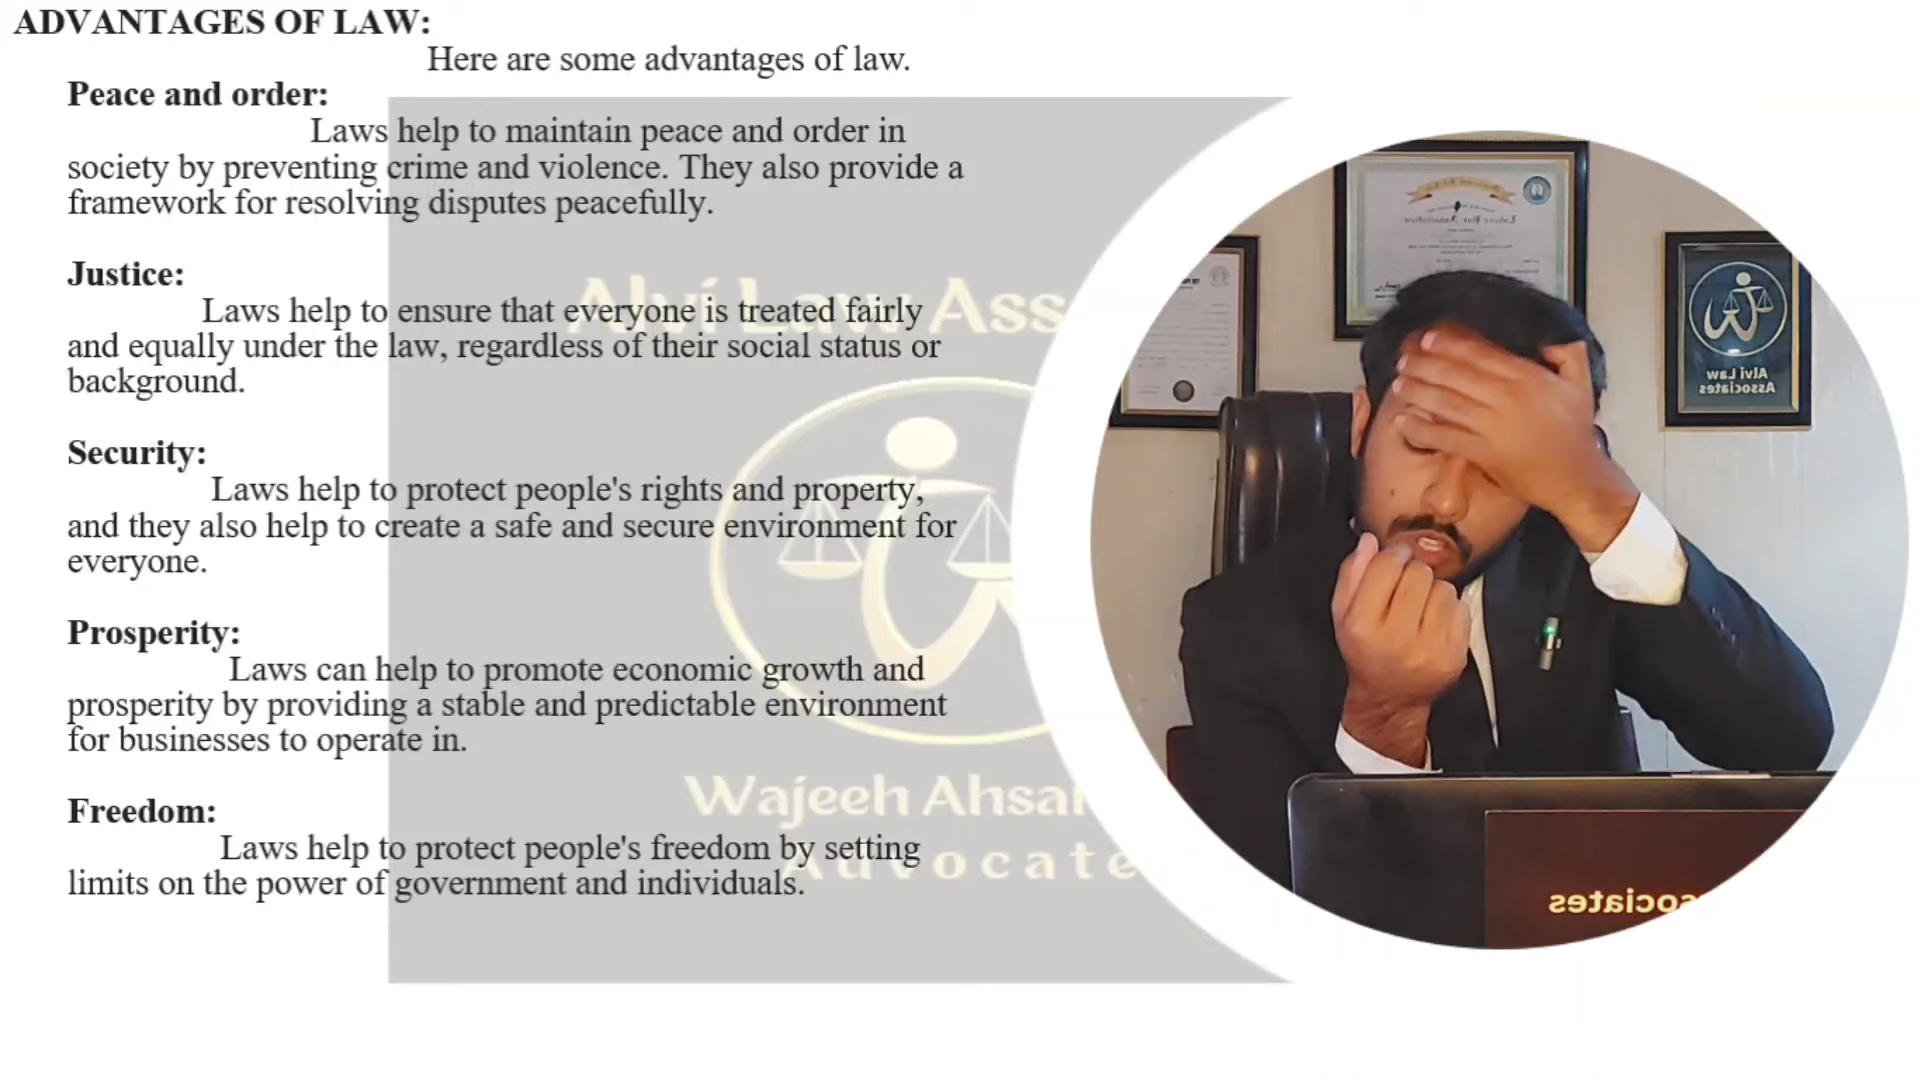 ADVANTAGES OF LAW:
Here are some advantages of law.
Peace and order:
Laws help to maintain peace and order in
society by preventing crime and violence. They also provide a
framework for resolving disputes peacefully.
Justice:
Laws help to ensure that everyone is treated fairly
and equally under the law, regardless of their social status or
background.
Security:
Laws help to protect people's rights and property,
and they also help to create a safe and secure environment for
everyone.
Prosperity:
Laws can help to promote economic growth and
prosperity by providing a stable and predictable environment
for businesses to operate in.
Freedom:
Laws help to protect people's freedom by setting
limits on the power of government and individuals.
Alvi Law Ass
Wajeeh Ahsa
Advocate
Lahore Bar Association
Alvi Law
Associates
sociates